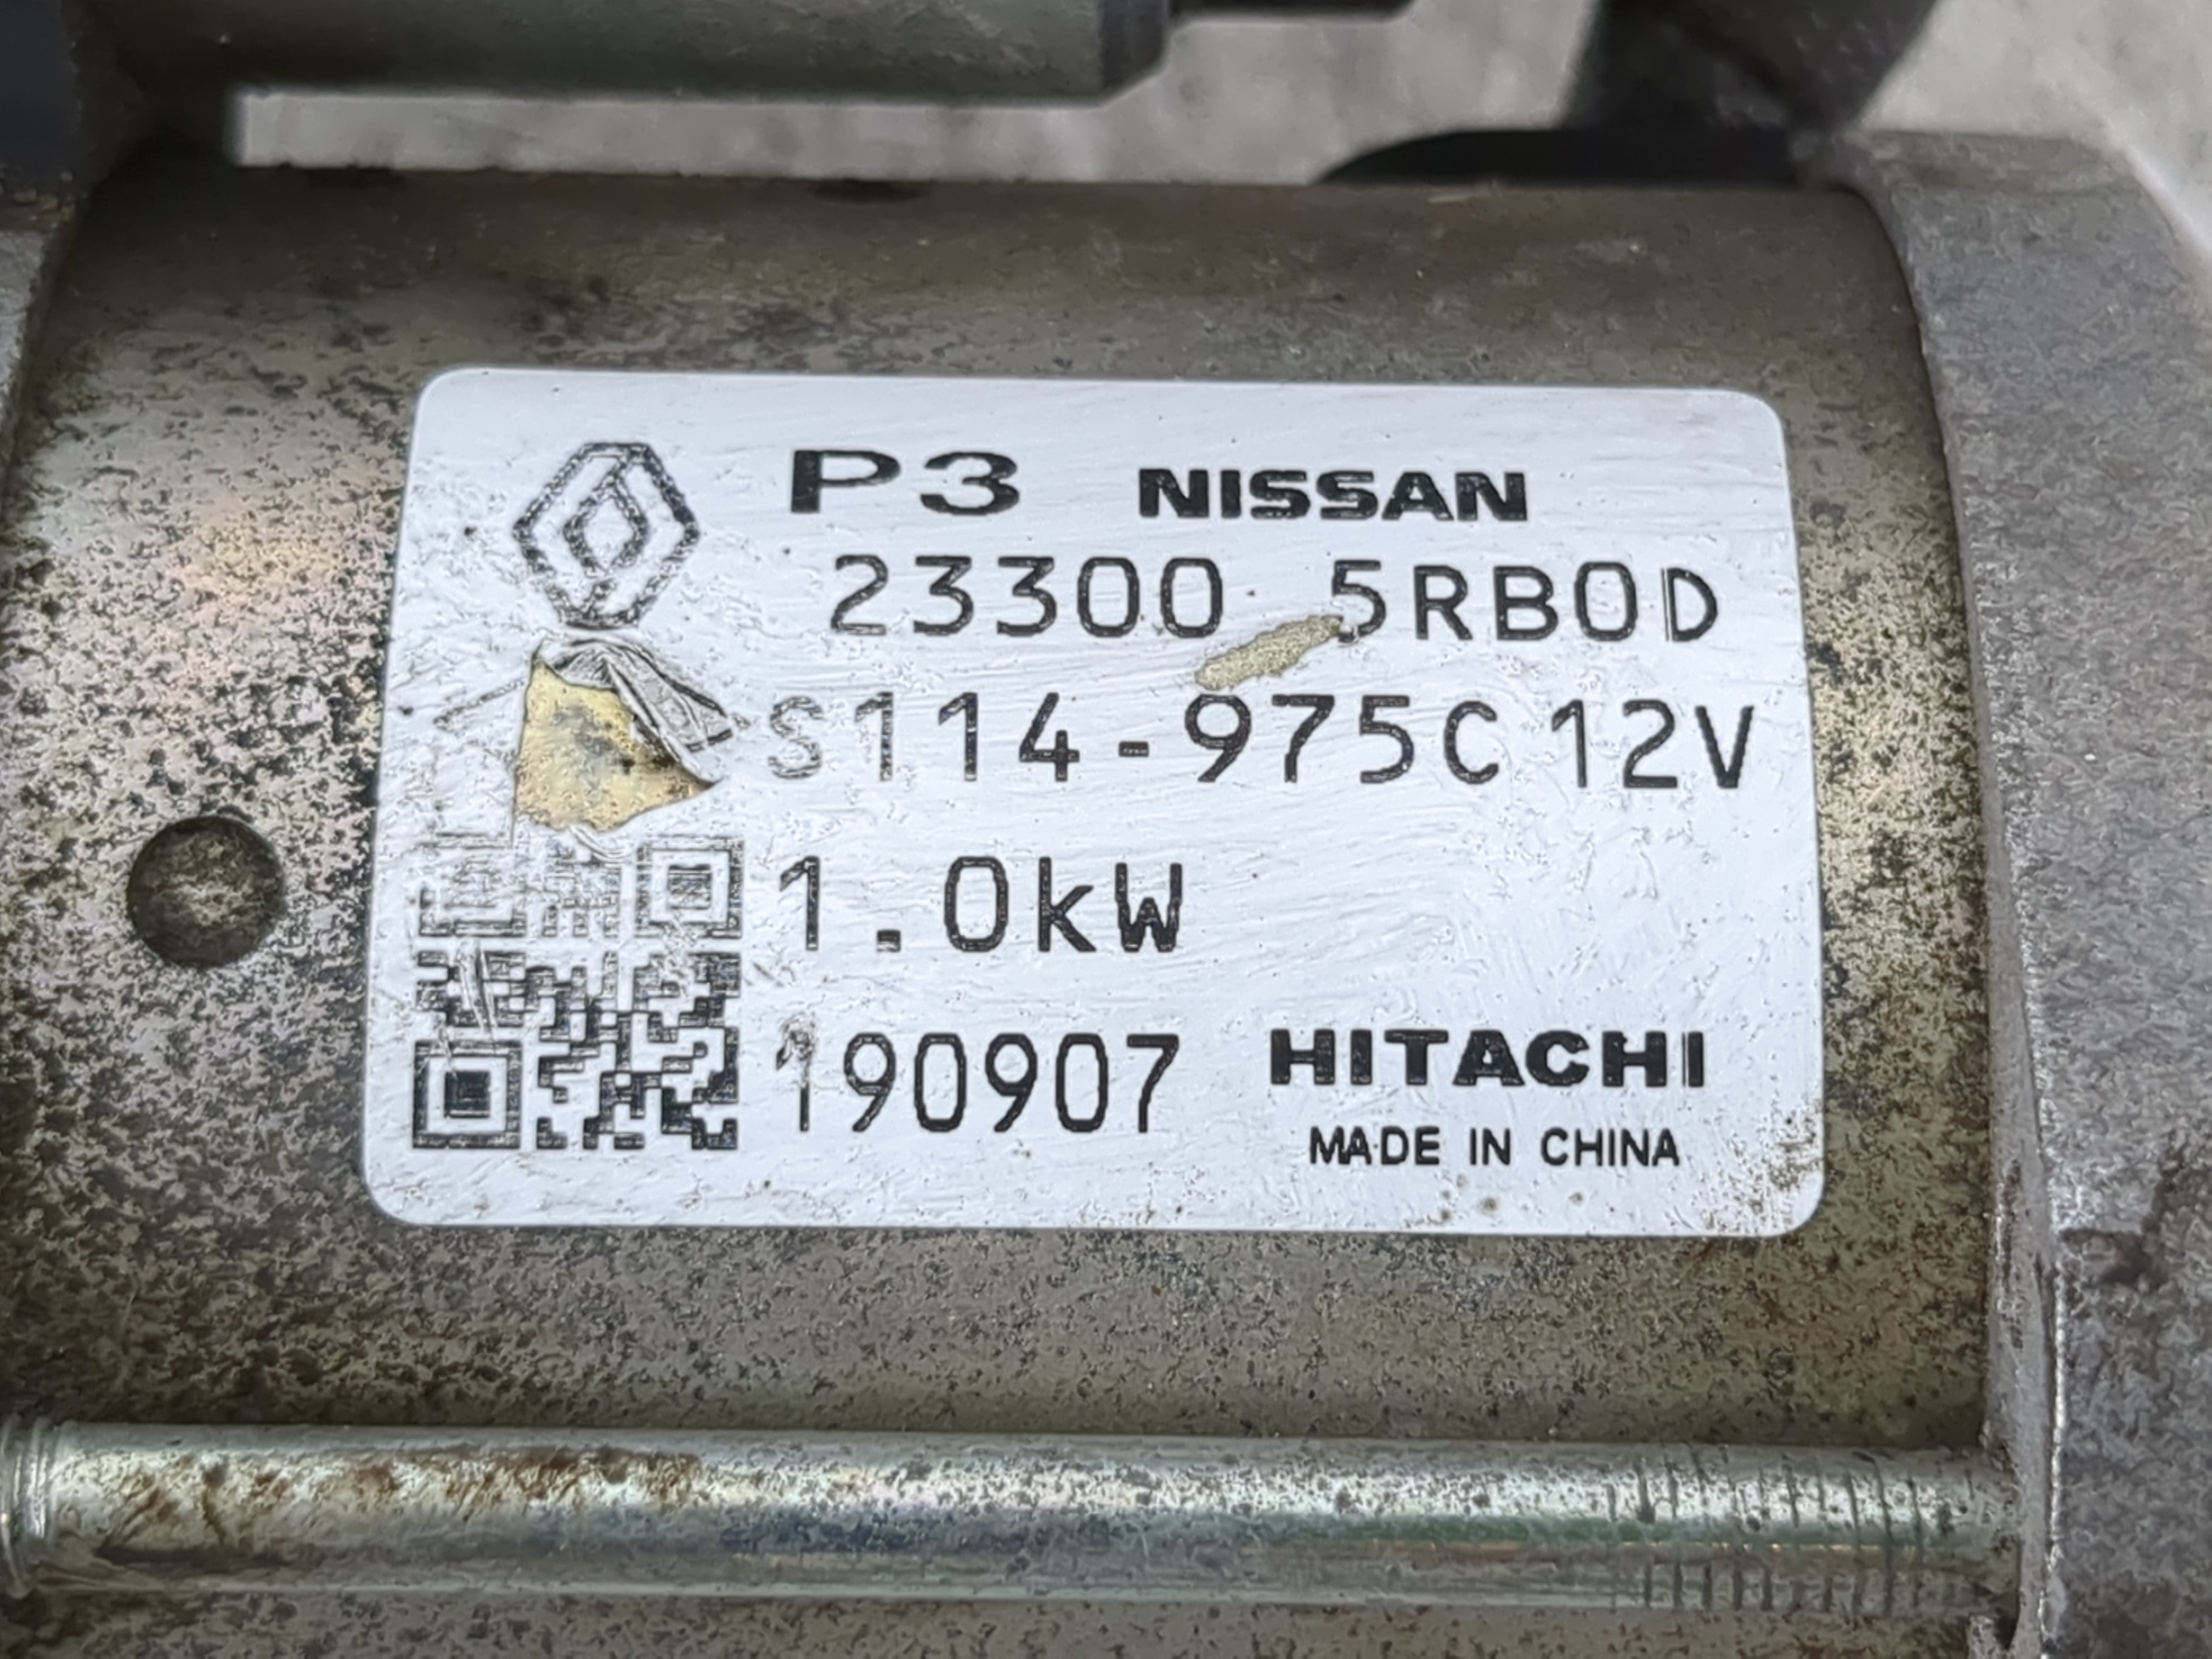 P3 NISSAN
23300 5RB0D
S114-975C 12V
1.0kW
190907 HITACHI
MADE IN CHINA